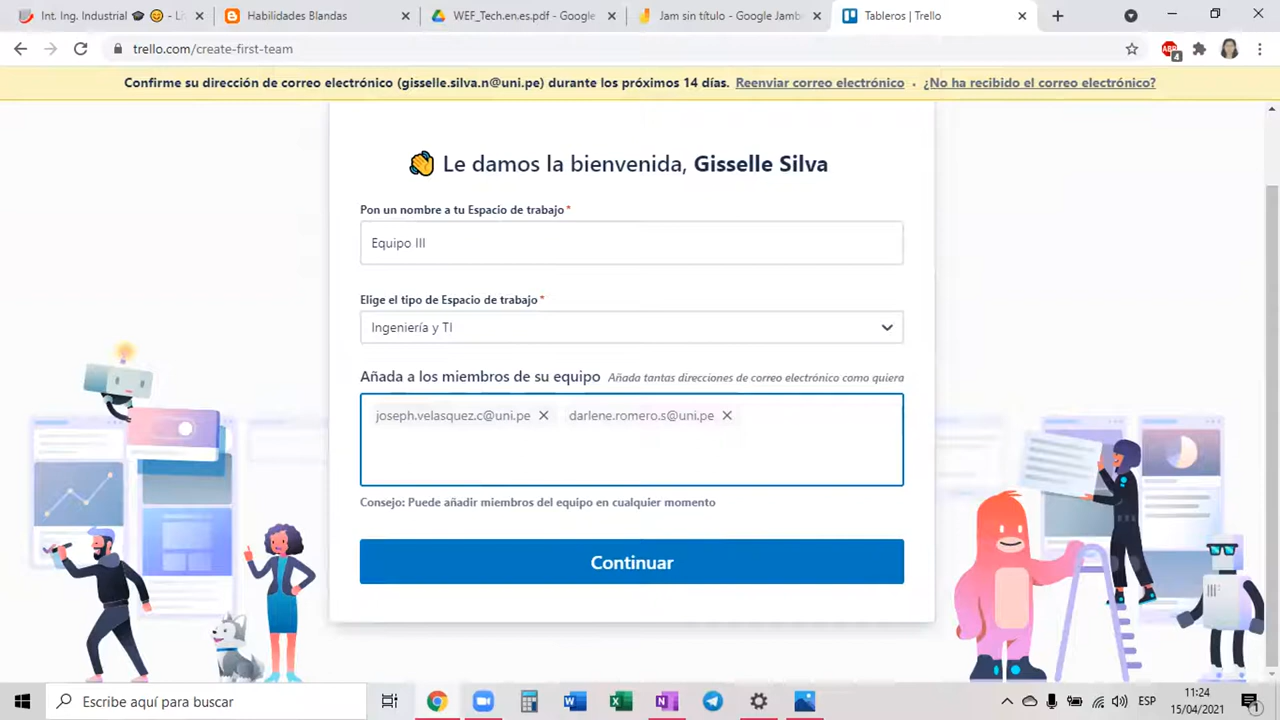 Int. Ing. Industrial 🎓 😊 - Li
Habilidades Blandas
WEF_Tech.en.es.pdf - Google
Jam sin título - Google Jamb
Tableros | Trello
trello.com/create-first-team
4
Confirme su dirección de correo electrónico (gisselle.silva.n@uni.pe) durante los próximos 14 días. Reenviar correo electrónico • ¿No ha recibido el correo electrónico?
👋 Le damos la bienvenida, Gisselle Silva
Pon un nombre a tu Espacio de trabajo*
Equipo III
Elige el tipo de Espacio de trabajo*
Ingeniería y TI
Añada a los miembros de su equipo Añada tantas direcciones de correo electrónico como quiera
joseph.velasquez.c@uni.pe ✕ darlene.romero.s@uni.pe ✕
Consejo: Puede añadir miembros del equipo en cualquier momento
Continuar
Escribe aquí para buscar
ESP
11:24
15/04/2021
1